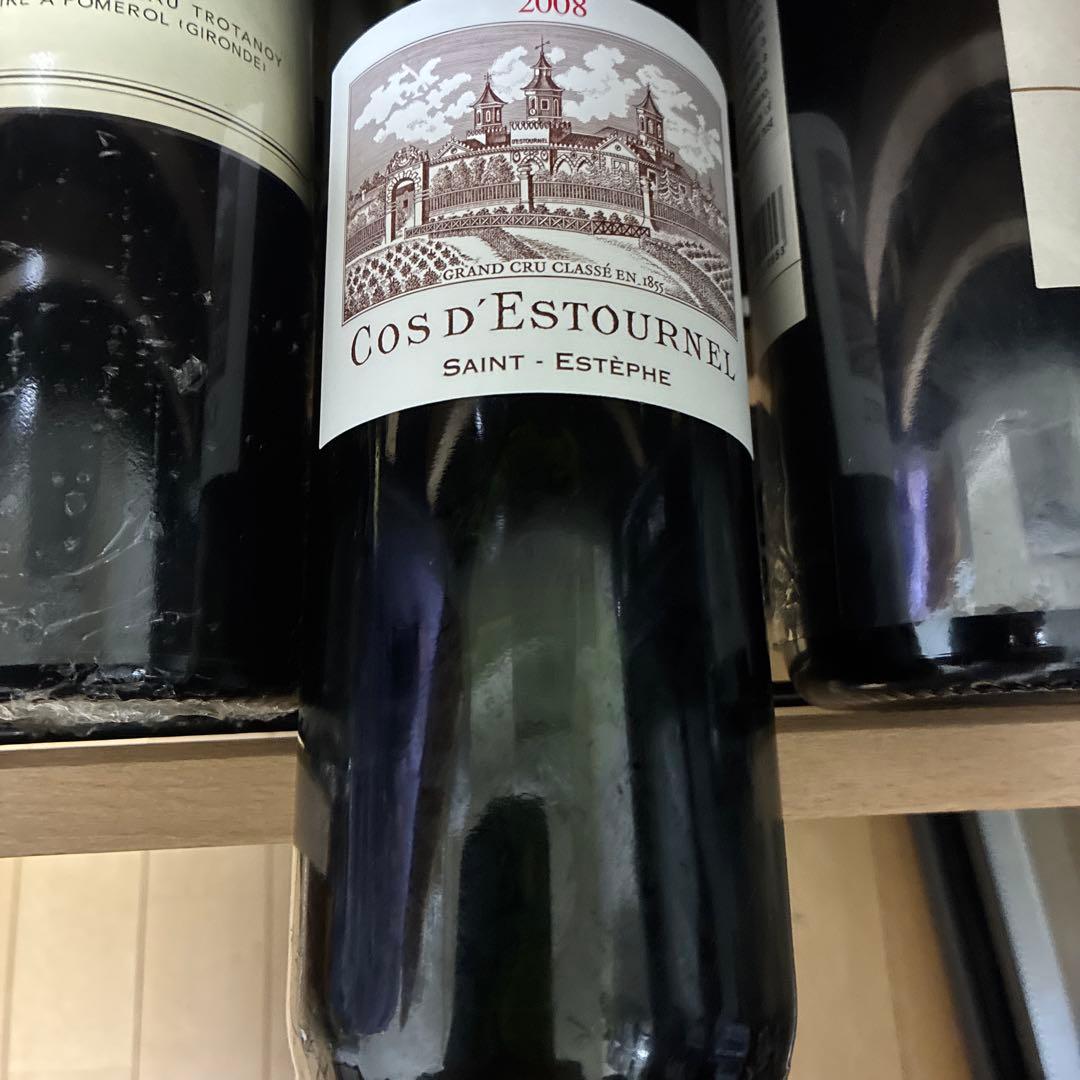 TROTANOY
A POMEROL (GIRONDE)
2008
D'ESTOURNEL
GRAND CRU CLASSÉ EN 1855
COS D'ESTOURNEL
SAINT - ESTÈPHE